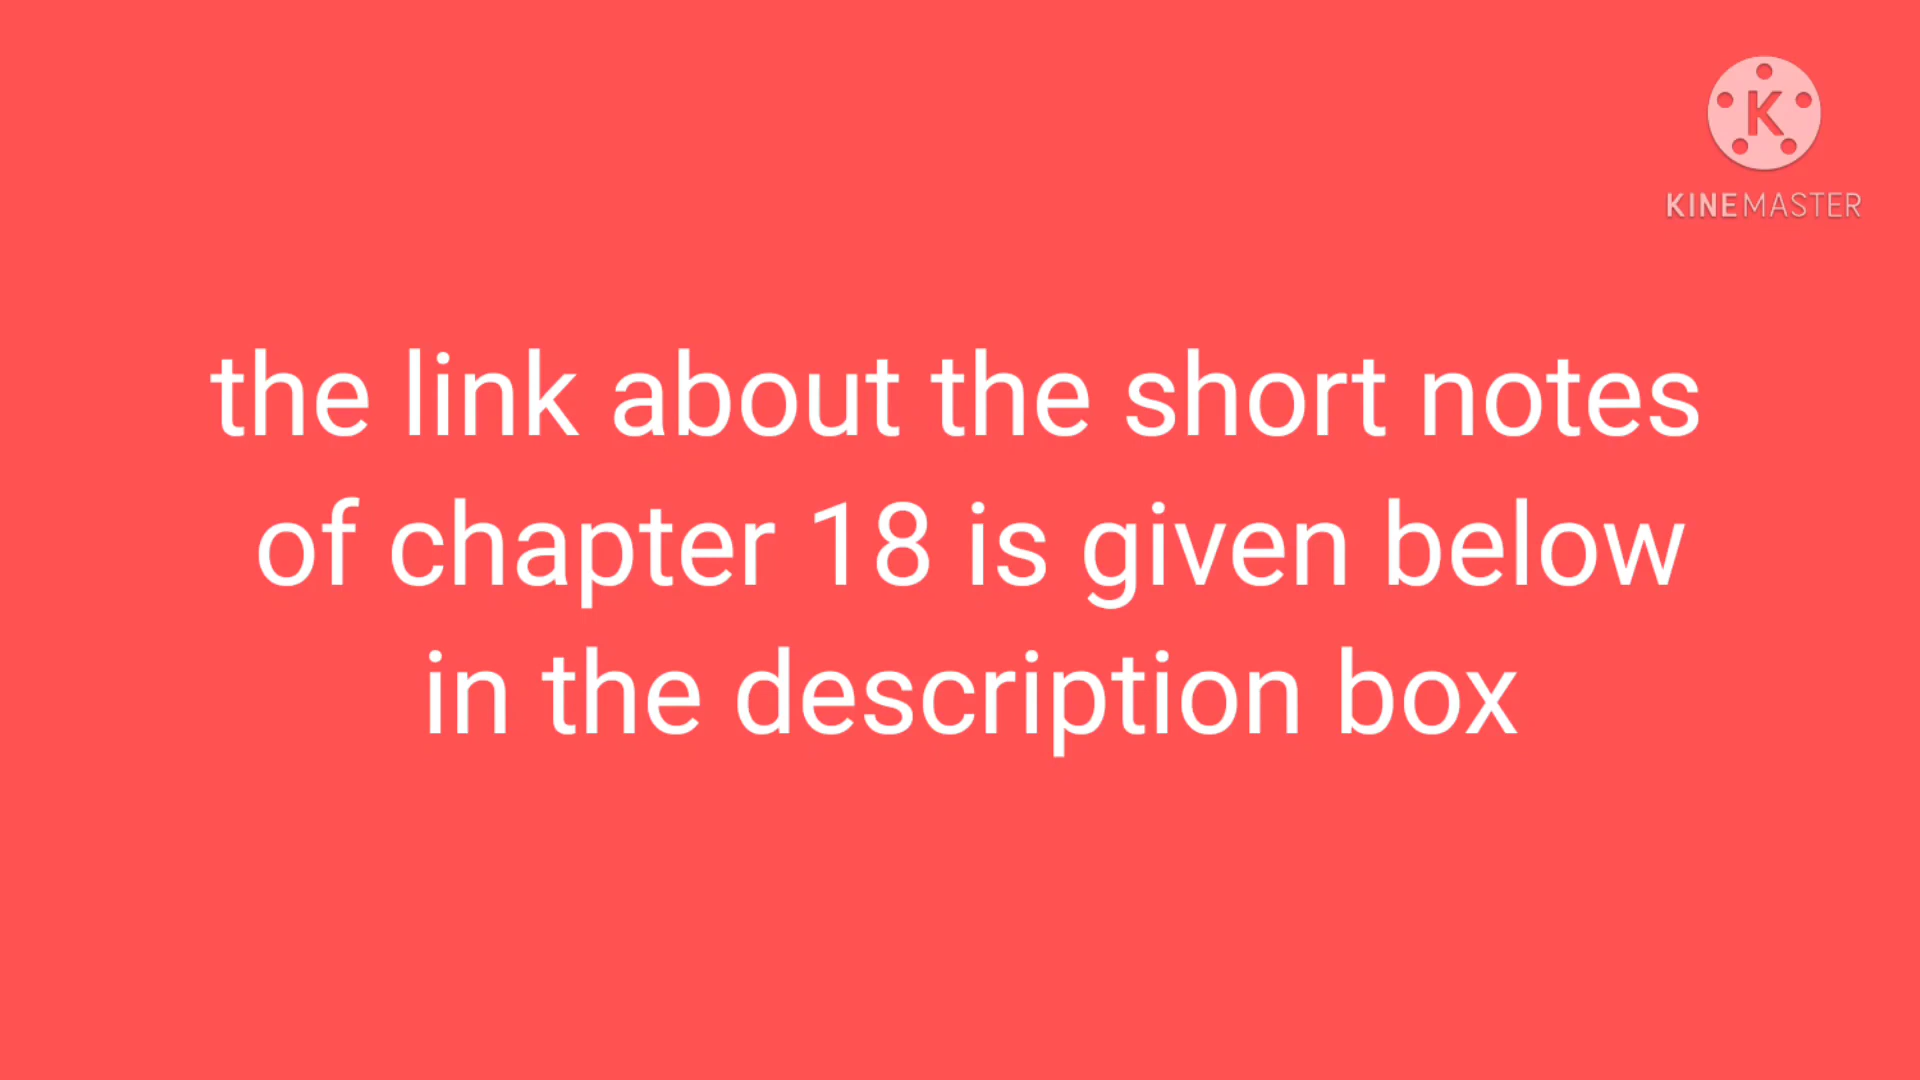 K
KINEMASTER
the link about the short notes
of chapter 18 is given below
in the description box